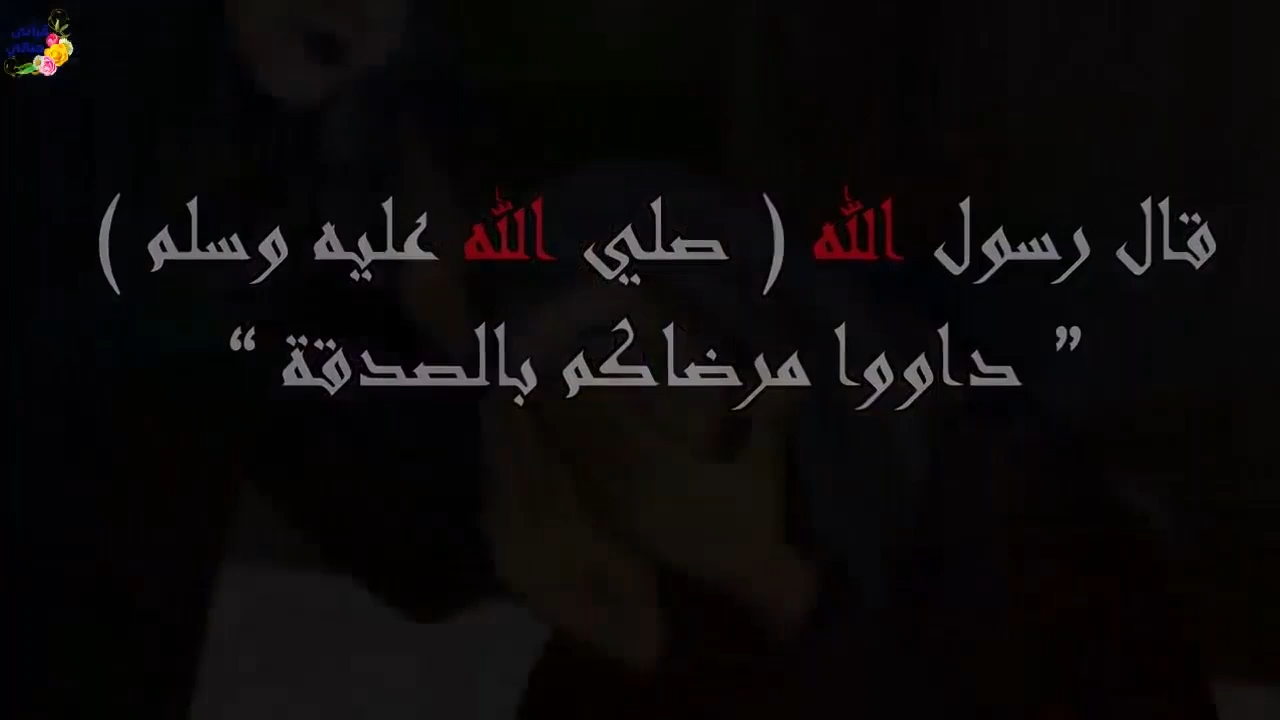 قال رسول الله ( صلي الله عليه وسلم )
” داووا مرضاكم بالصدقة “